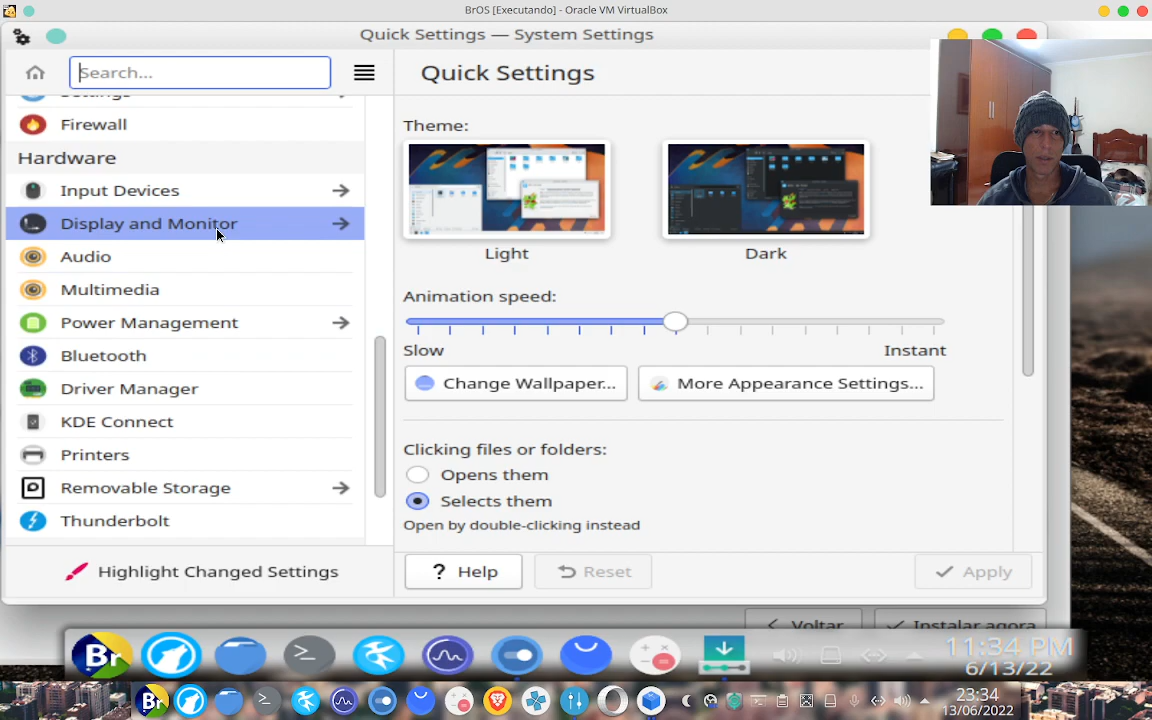 BrOS [Executando] - Oracle VM VirtualBox
Quick Settings — System Settings
Search...
Quick Settings
Settings
Firewall
Hardware
Input Devices
Display and Monitor
Audio
Multimedia
Power Management
Bluetooth
Driver Manager
KDE Connect
Printers
Removable Storage
Thunderbolt
Highlight Changed Settings
Theme:
Light
Dark
Animation speed:
Slow
Instant
Change Wallpaper...
More Appearance Settings...
Clicking files or folders:
Opens them
Selects them
Open by double-clicking instead
? Help
Reset
Apply
Voltar
Instalar agora
Br
11:34 PM
6/13/22
Br
23:34
13/06/2022